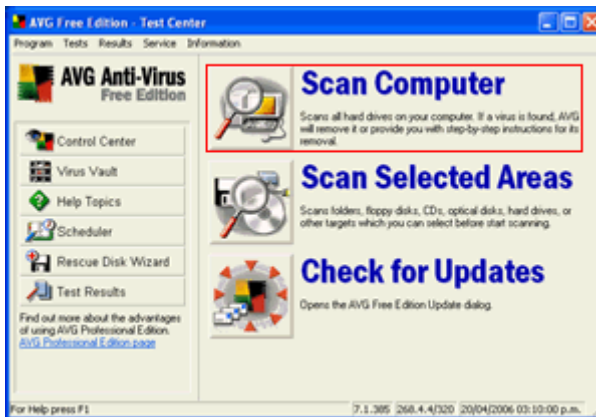 AVG Free Edition - Test Center
Program Tests Results Service Information
AVG Anti-Virus
Free Edition
Control Center
Virus Vault
Help Topics
Scheduler
Rescue Disk Wizard
Test Results
Find out more about the advantages
of using AVG Professional Edition.
AVG Professional Edition page
Scan Computer
Scans all hard drives on your computer. If a virus is found, AVG
will remove it or provide you with step-by-step instructions for its
removal.
Scan Selected Areas
Scans folders, floppy disks, CDs, optical disks, hard drives, or
other targets which you can select before start scanning.
Check for Updates
Opens the AVG Free Edition Update dialog.
For Help press F1
7.1.385 268.4.4/320 20/04/2006 03:10:00 p.m.